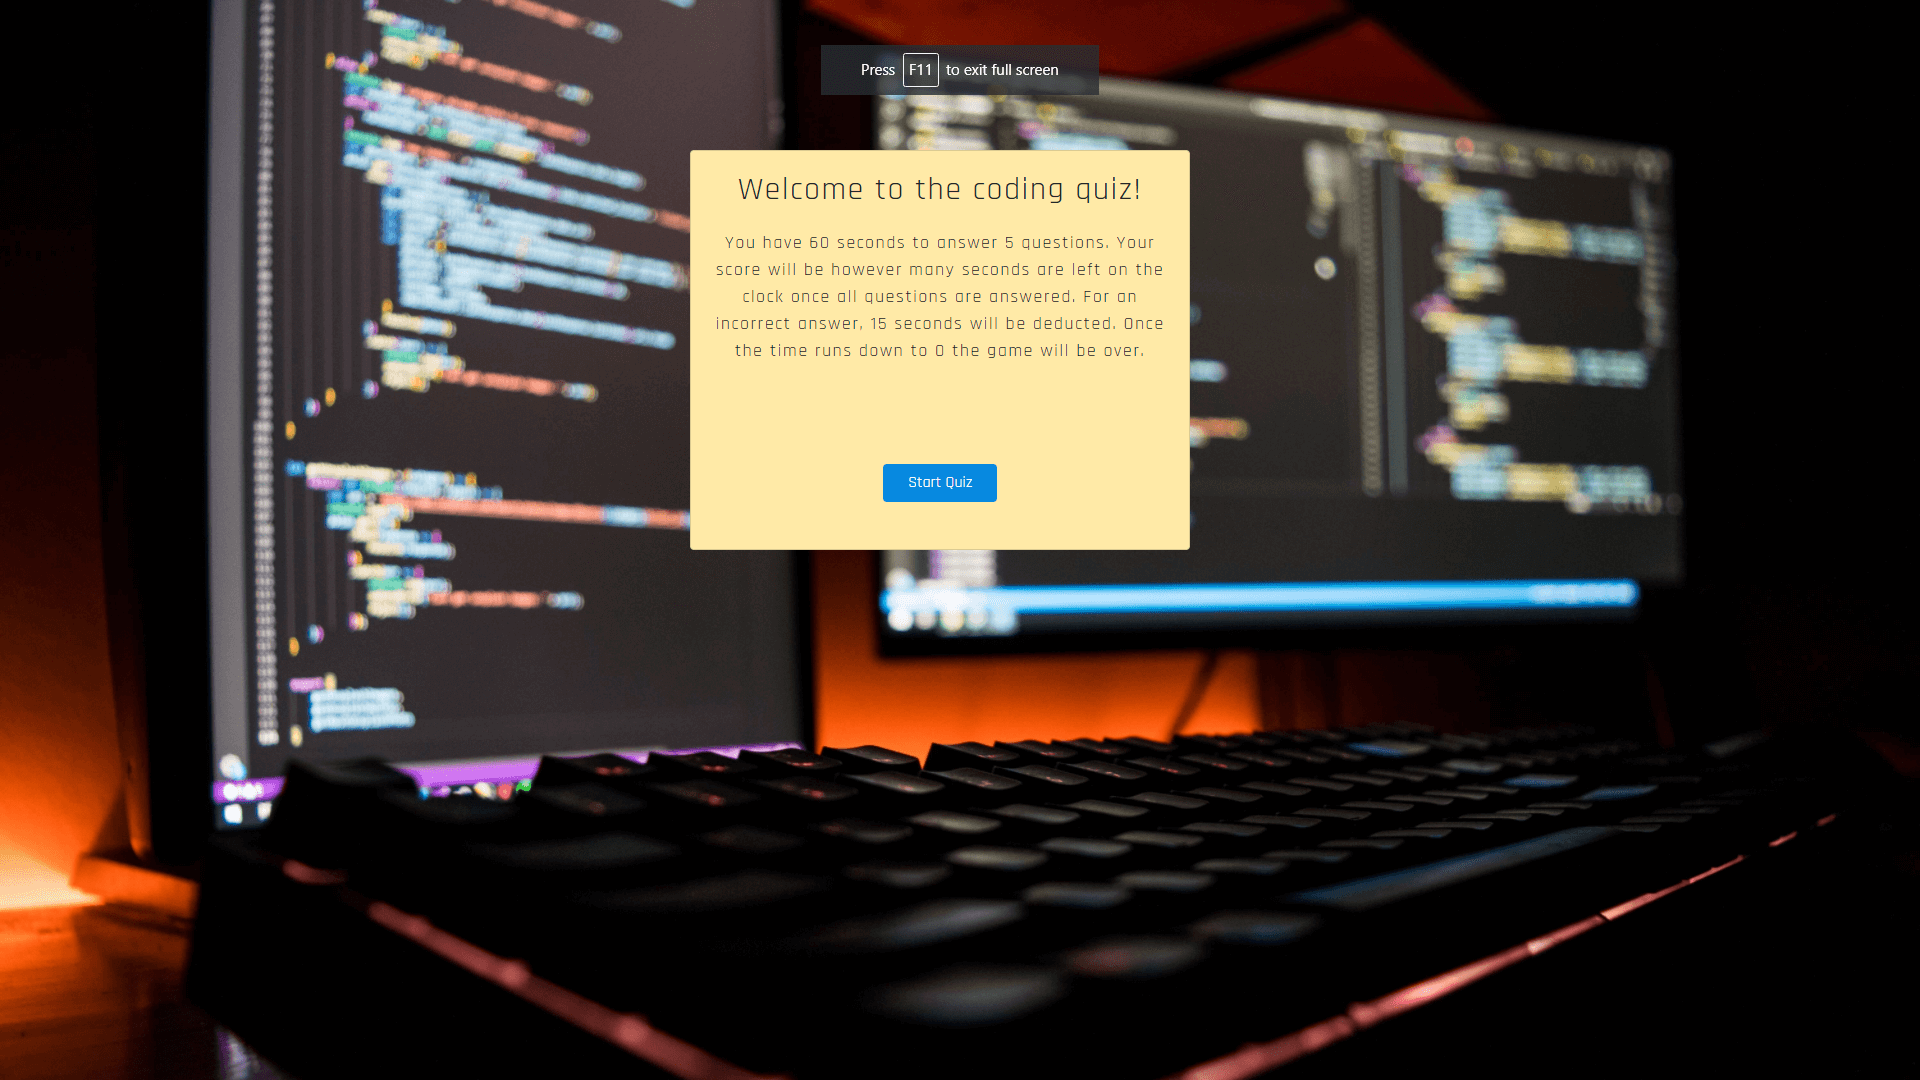 Press F11 to exit full screen
Welcome to the coding quiz!
You have 60 seconds to answer 5 questions. Your
score will be however many seconds are left on the
clock once all questions are answered. For an
incorrect answer, 15 seconds will be deducted. Once
the time runs down to 0 the game will be over.
Start Quiz